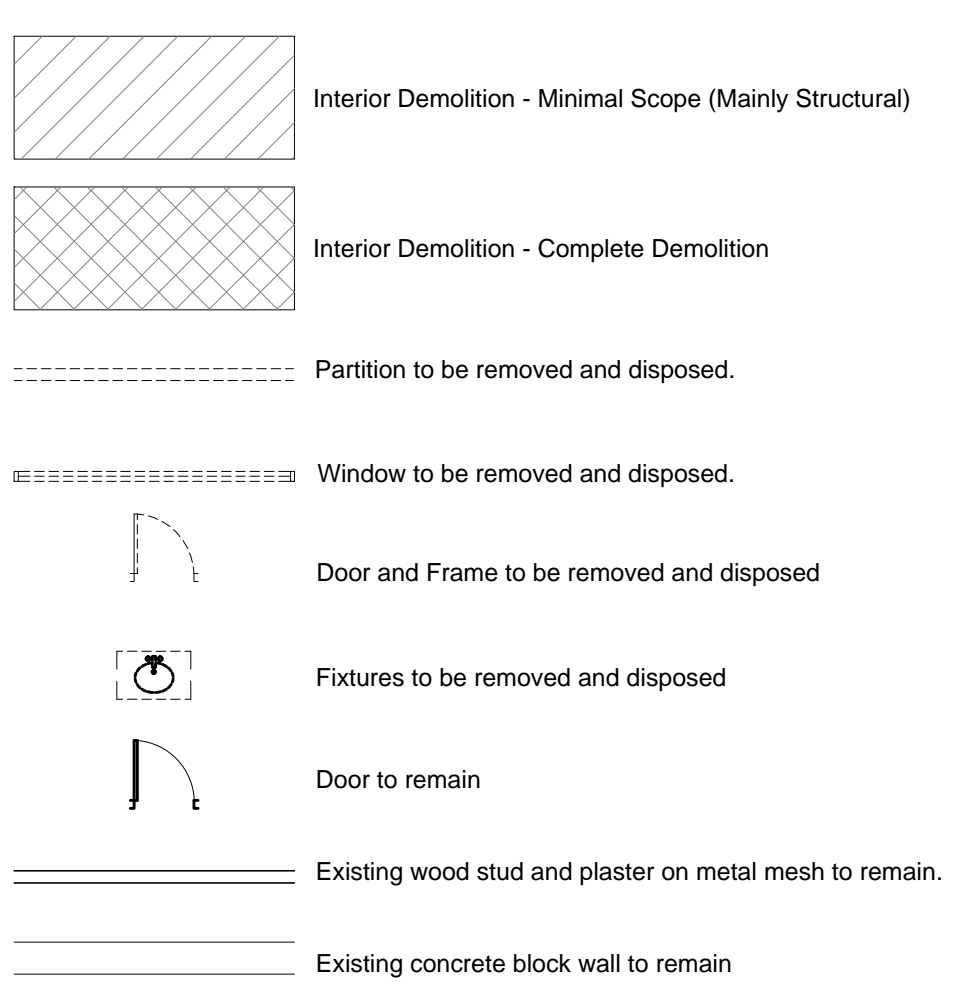 Interior Demolition - Minimal Scope (Mainly Structural)
Interior Demolition - Complete Demolition
Partition to be removed and disposed.
Window to be removed and disposed.
Door and Frame to be removed and disposed
Fixtures to be removed and disposed
Door to remain
Existing wood stud and plaster on metal mesh to remain.
Existing concrete block wall to remain